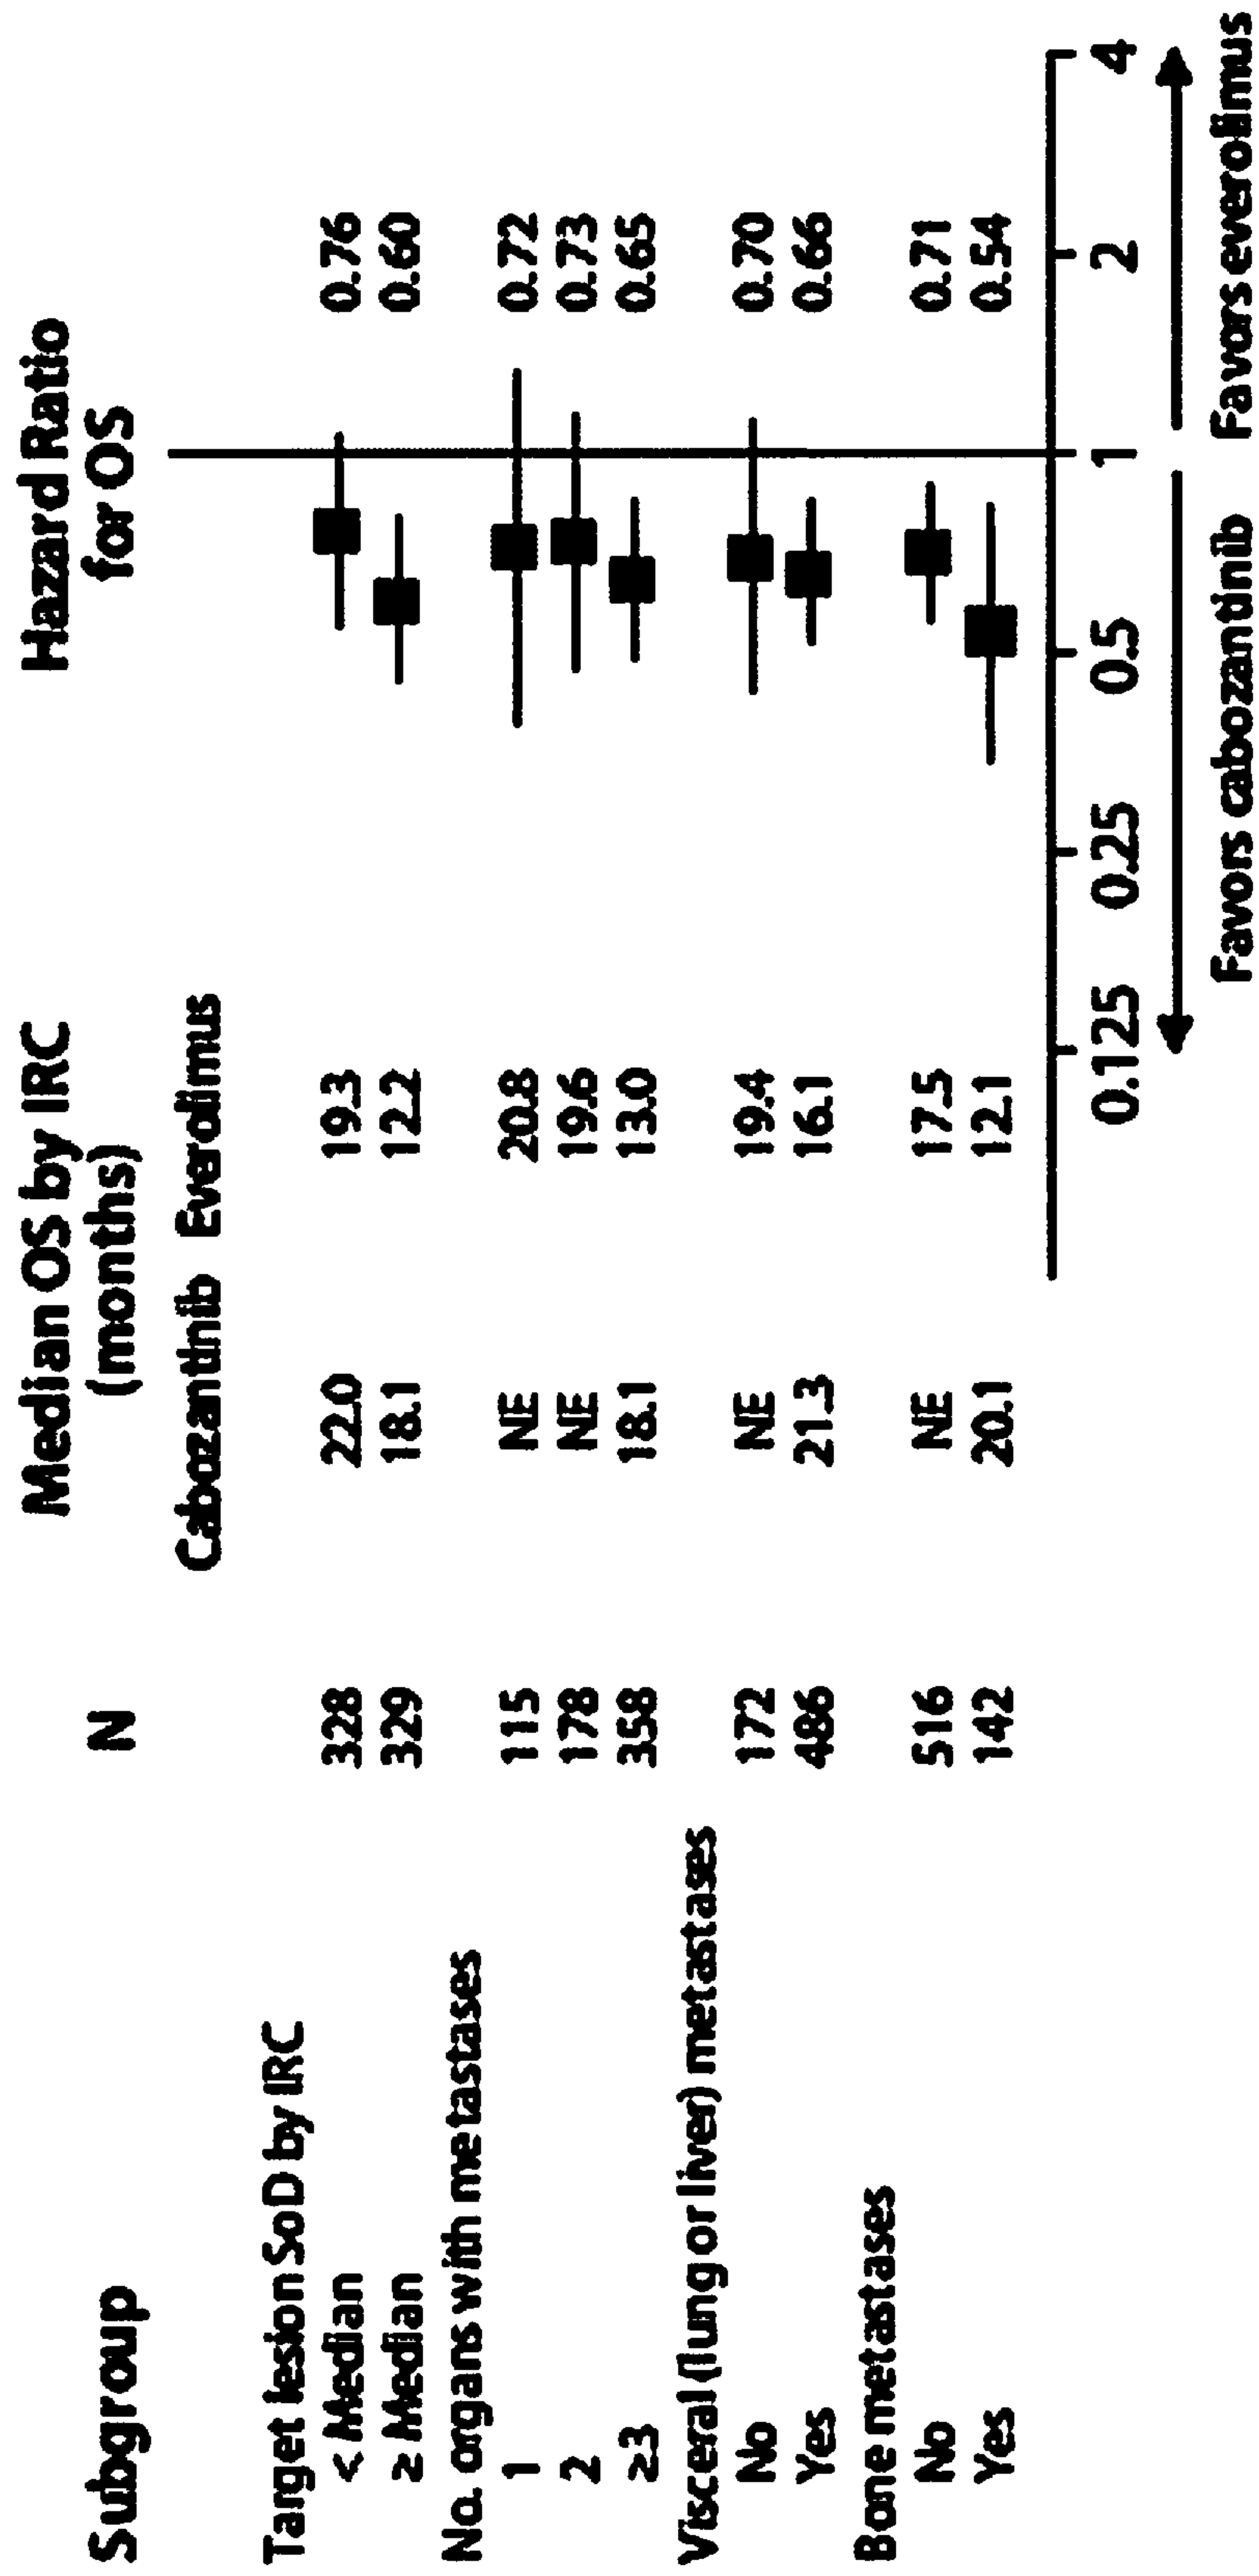 Subgroup N Median OS by IRC (months) Hazard Ratio for OS
Cabozantinib Everolimus
Target lesion SoD by IRC
< Median 328 22.0 19.3 0.76
≥ Median 329 18.1 12.2 0.60
No. organs with metastases
1 115 NE 20.8 0.72
2 178 NE 19.6 0.73
≥3 358 18.1 13.0 0.65
Visceral (lung or liver) metastases
No 172 NE 19.4 0.70
Yes 486 21.3 16.1 0.66
Bone metastases
No 516 NE 17.5 0.71
Yes 142 20.1 12.1 0.54
0.125 0.25 0.5 1 2 4
Favors cabozantinib Favors everolimus